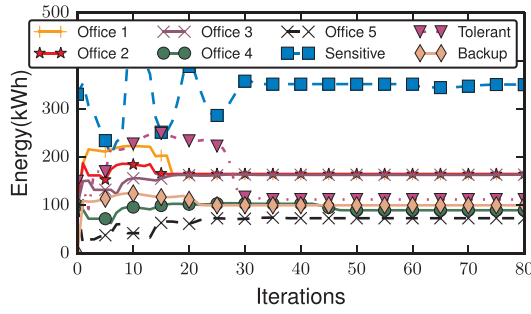 500
Office 1 Office 3 Office 5 Tolerant
Office 2 Office 4 Sensitive Backup
300
200
100
0
Energy(kWh)
0 10 20 30 40 50 60 70 80
Iterations